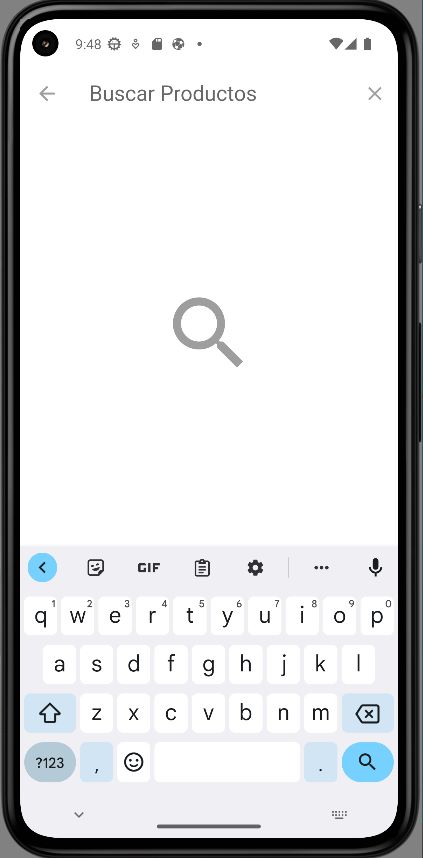 9:48
Buscar Productos
GIF
q1 w2 e3 r4 t5 y6 u7 i8 o9 p0
a s d f g h j k l
z x c v b n m
?123 , .